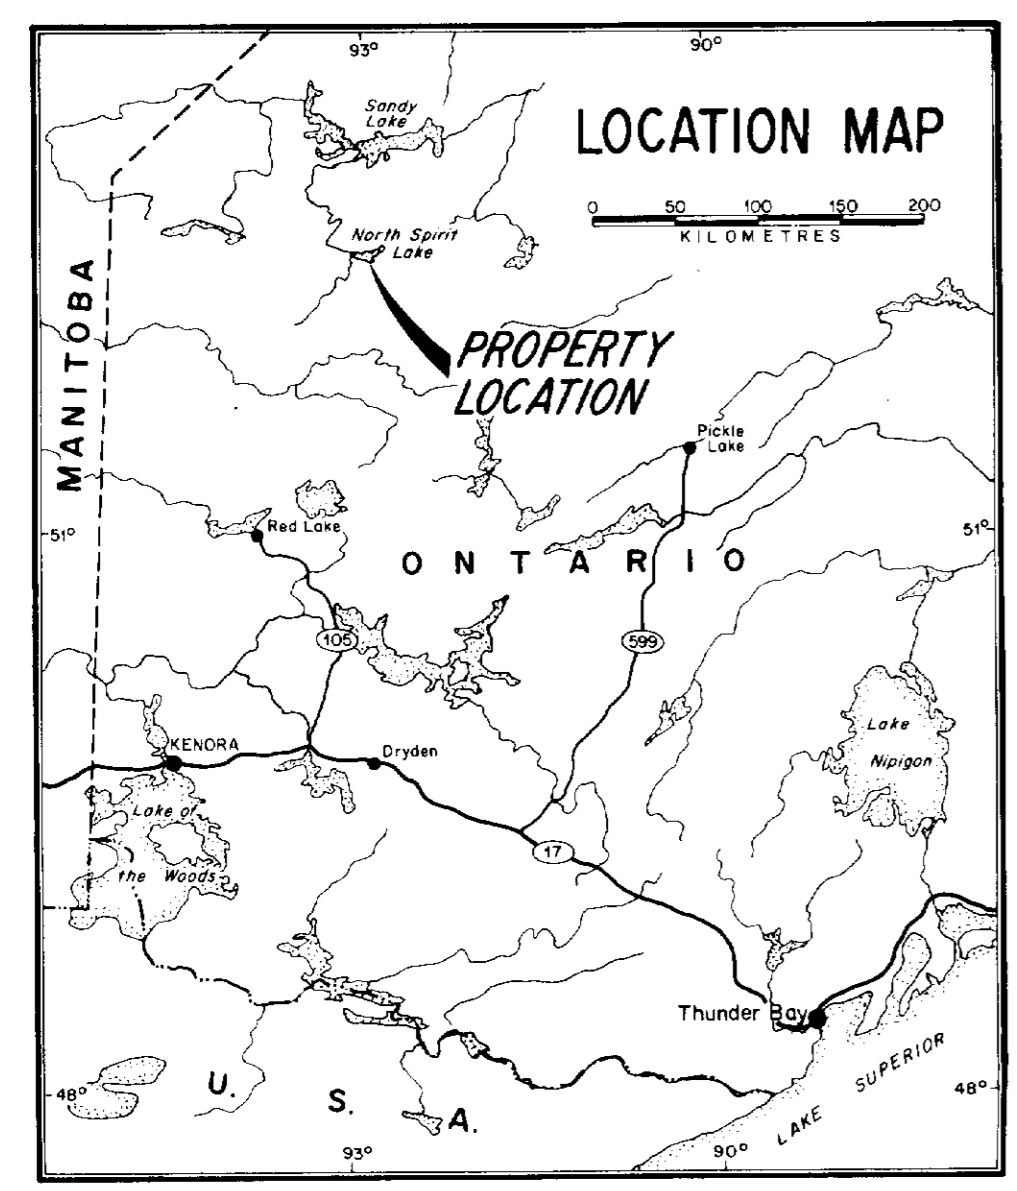 93°
90°
Sandy
Lake
LOCATION MAP
0 50 100 150 200
KILOMETRES
North Spirit
Lake
MANITOBA
PROPERTY
LOCATION
Pickle
Lake
Red Lake
51°
51°
ONTARIO
105
599
Lake
Nipigon
KENORA
Dryden
Lake of
the Woods
17
Thunder Bay
LAKE SUPERIOR
48°
48°
U. S. A.
93°
90°